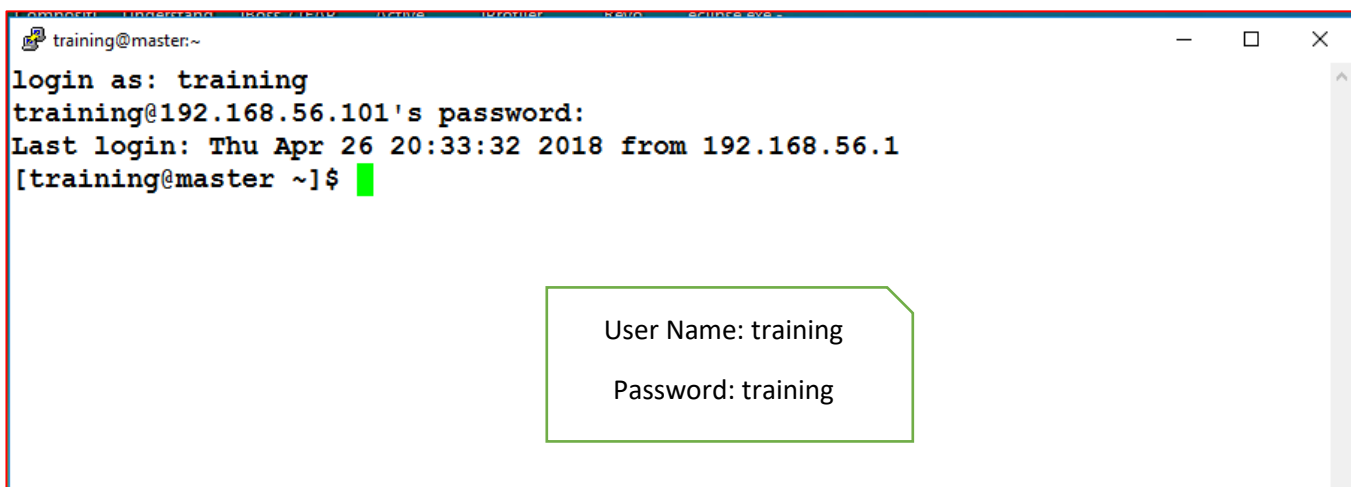 training@master:~
login as: training
training@192.168.56.101's password:
Last login: Thu Apr 26 20:33:32 2018 from 192.168.56.1
[training@master ~]$
User Name: training
Password: training